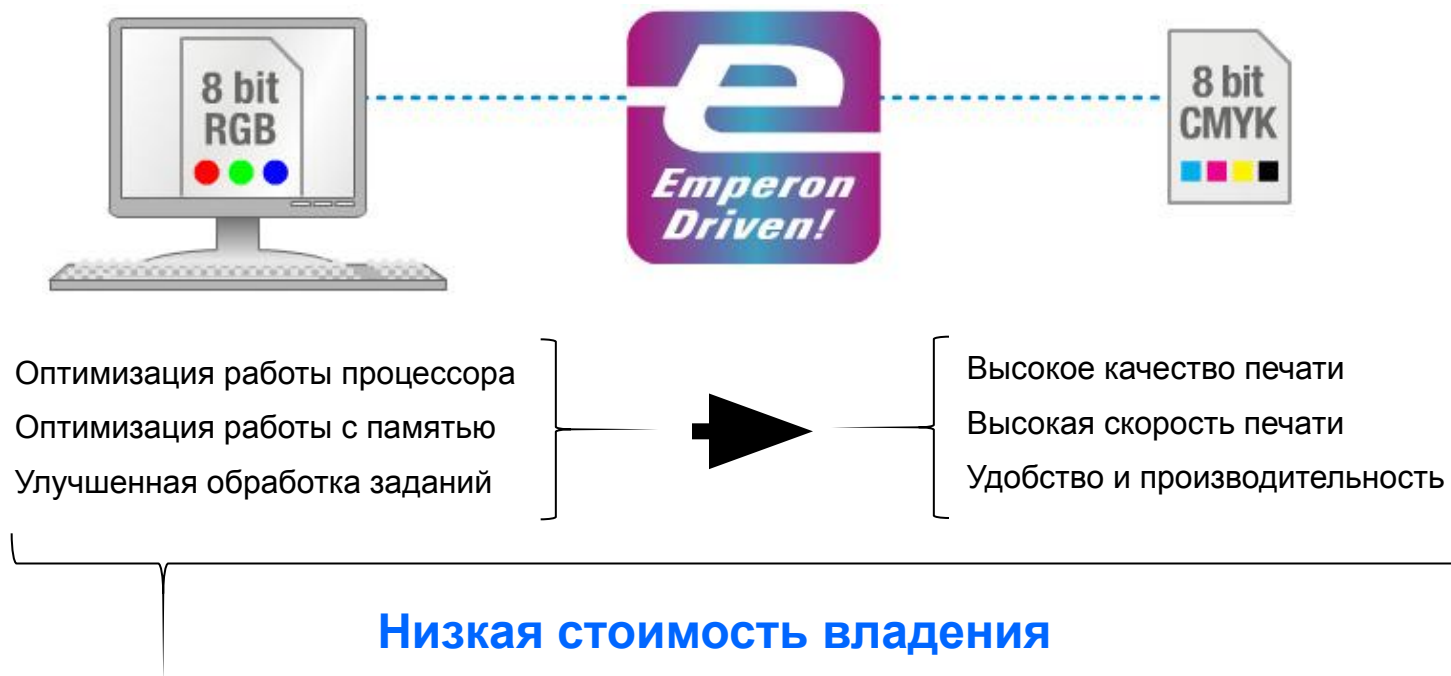 8 bit
RGB
Emperon
Driven!
8 bit
CMYK
Оптимизация работы процессора
Оптимизация работы с памятью
Улучшенная обработка заданий
Высокое качество печати
Высокая скорость печати
Удобство и производительность
Низкая стоимость владения